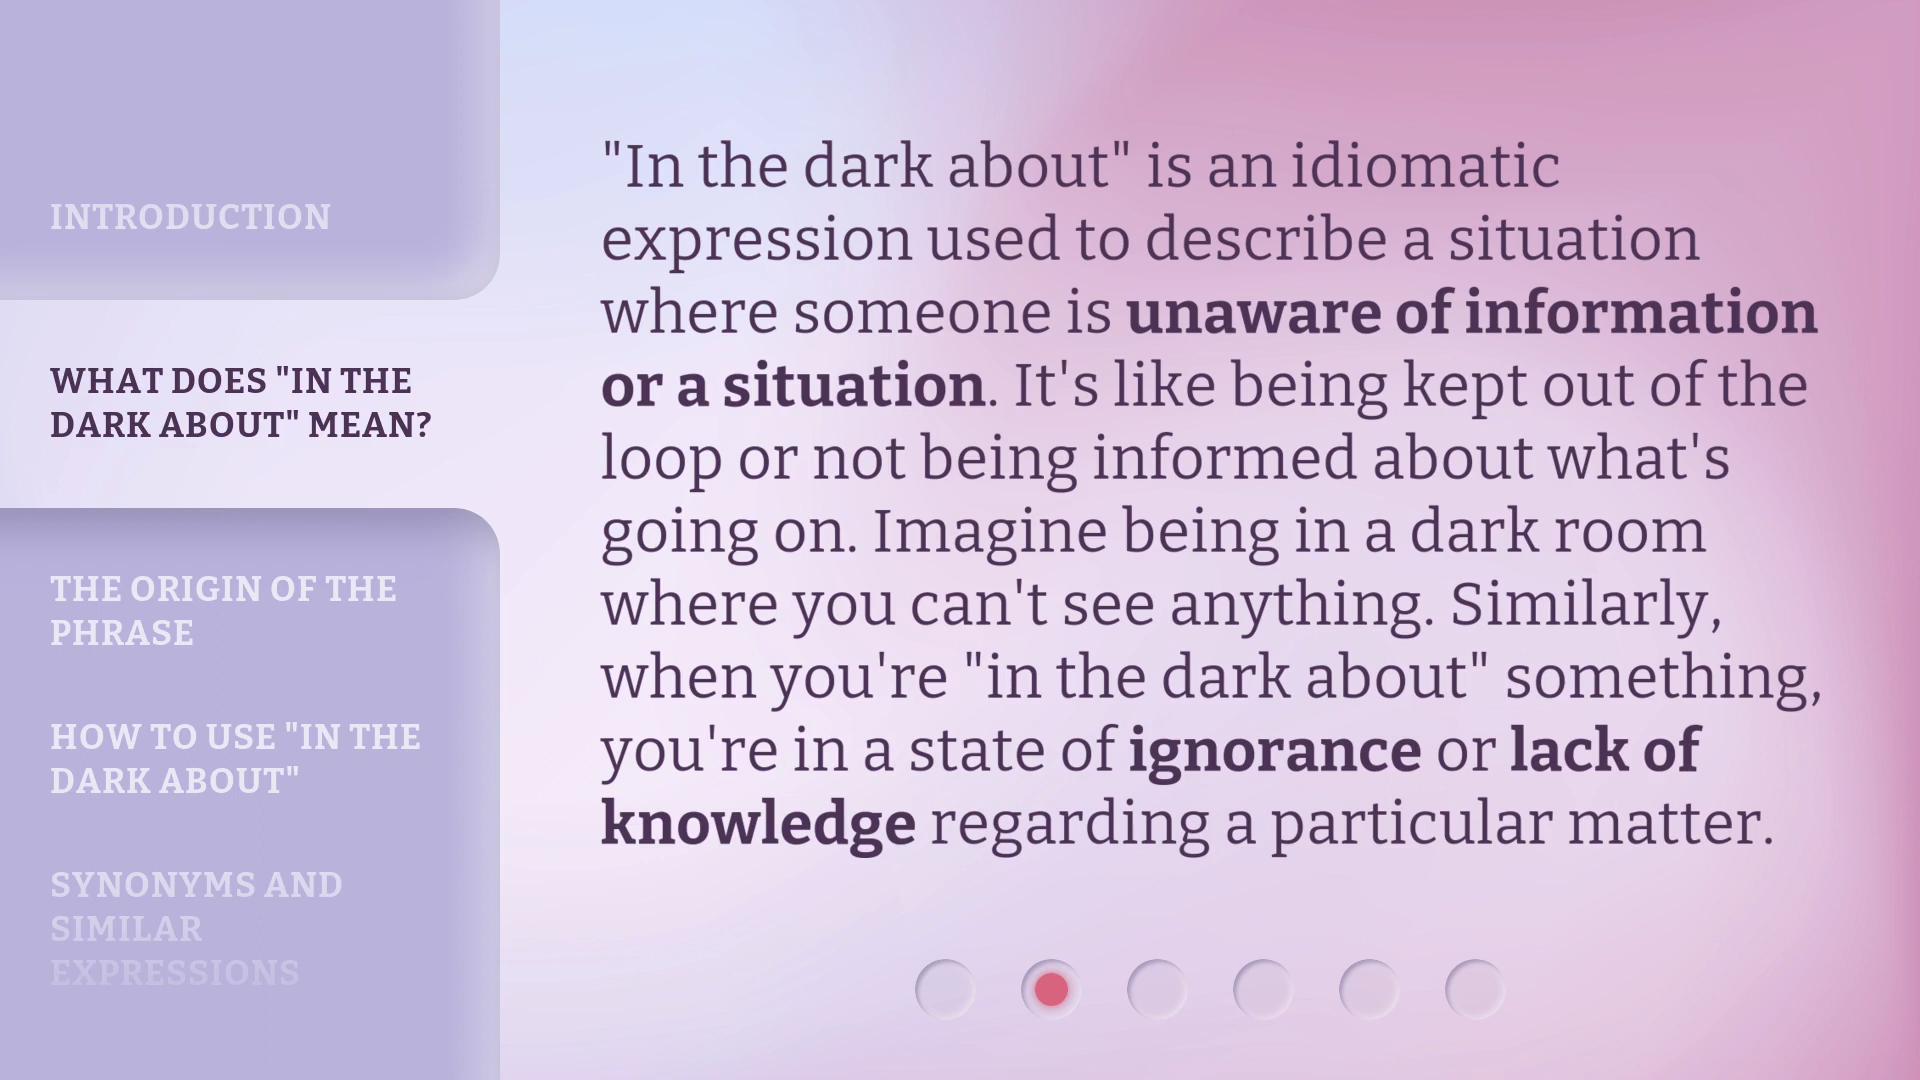 INTRODUCTION
WHAT DOES "IN THE
DARK ABOUT" MEAN?
THE ORIGIN OF THE
PHRASE
HOW TO USE "IN THE
DARK ABOUT"
SYNONYMS AND
SIMILAR
EXPRESSIONS
"In the dark about" is an idiomatic
expression used to describe a situation
where someone is unaware of information
or a situation. It's like being kept out of the
loop or not being informed about what's
going on. Imagine being in a dark room
where you can't see anything. Similarly,
when you're "in the dark about" something,
you're in a state of ignorance or lack of
knowledge regarding a particular matter.